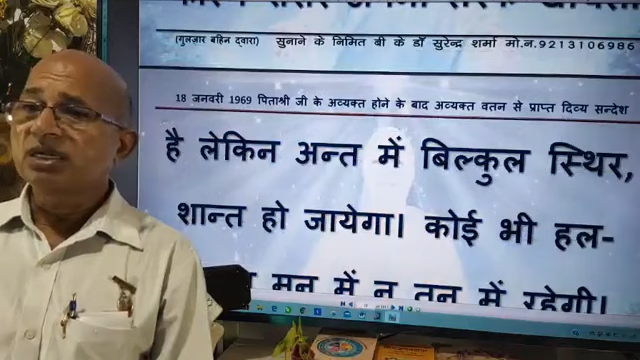 (गुलज़ार बहिन द्वारा) सुनाने के निमित बी के डॉ सुरेन्द्र शर्मा मो.न.9213106986
18 जनवरी 1969 पिताश्री जी के अव्यक्त होने के बाद अव्यक्त वतन से प्राप्त दिव्य सन्देश
है लेकिन अन्त में बिल्कुल स्थिर,
शान्त हो जायेगा। कोई भी हल-
मन में न तन में रहेगी।